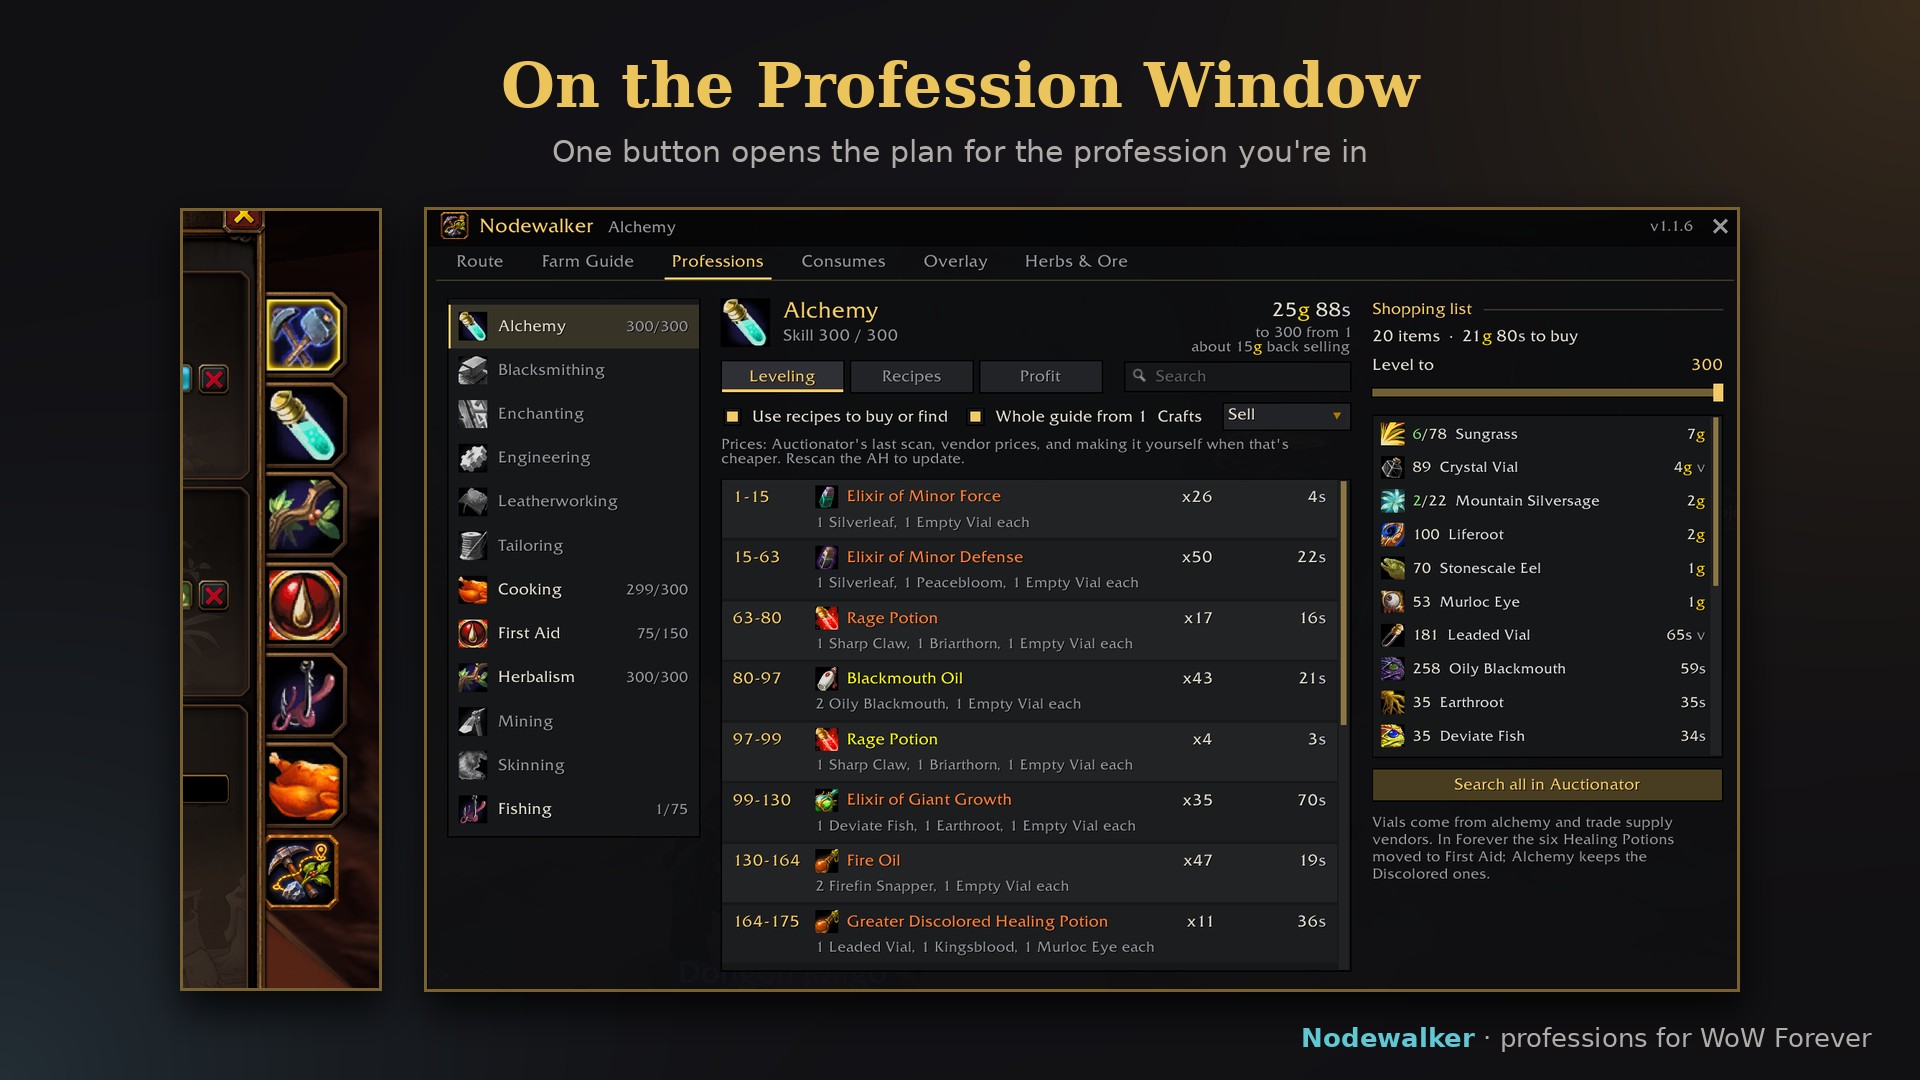 On the Profession Window
One button opens the plan for the profession you're in
Nodewalker Alchemy v1.1.6
Route Farm Guide Professions Consumes Overlay Herbs & Ore
Alchemy 300/300
Blacksmithing
Enchanting
Engineering
Leatherworking
Tailoring
Cooking 299/300
First Aid 75/150
Herbalism 300/300
Mining
Skinning
Fishing 1/75
Alchemy 25g 88s
Skill 300 / 300 to 300 from 1
about 15g back selling
Leveling Recipes Profit Search
Use recipes to buy or find Whole guide from 1 Crafts Sell
Prices: Auctionator's last scan, vendor prices, and making it yourself when that's
cheaper. Rescan the AH to update.
1-15 Elixir of Minor Force x26 4s
1 Silverleaf, 1 Empty Vial each
15-63 Elixir of Minor Defense x50 22s
1 Silverleaf, 1 Peacebloom, 1 Empty Vial each
63-80 Rage Potion x17 16s
1 Sharp Claw, 1 Briarthorn, 1 Empty Vial each
80-97 Blackmouth Oil x43 21s
2 Oily Blackmouth, 1 Empty Vial each
97-99 Rage Potion x4 3s
1 Sharp Claw, 1 Briarthorn, 1 Empty Vial each
99-130 Elixir of Giant Growth x35 70s
1 Deviate Fish, 1 Earthroot, 1 Empty Vial each
130-164 Fire Oil x47 19s
2 Firefin Snapper, 1 Empty Vial each
164-175 Greater Discolored Healing Potion x11 36s
1 Leaded Vial, 1 Kingsblood, 1 Murloc Eye each
Shopping list
20 items · 21g 80s to buy
Level to 300
6/78 Sungrass 7g
89 Crystal Vial 4g v
2/22 Mountain Silversage 2g
100 Liferoot 2g
70 Stonescale Eel 1g
53 Murloc Eye 1g
181 Leaded Vial 65s v
258 Oily Blackmouth 59s
35 Earthroot 35s
35 Deviate Fish 34s
Search all in Auctionator
Vials come from alchemy and trade supply
vendors. In Forever the six Healing Potions
moved to First Aid; Alchemy keeps the
Discolored ones.
Nodewalker · professions for WoW Forever